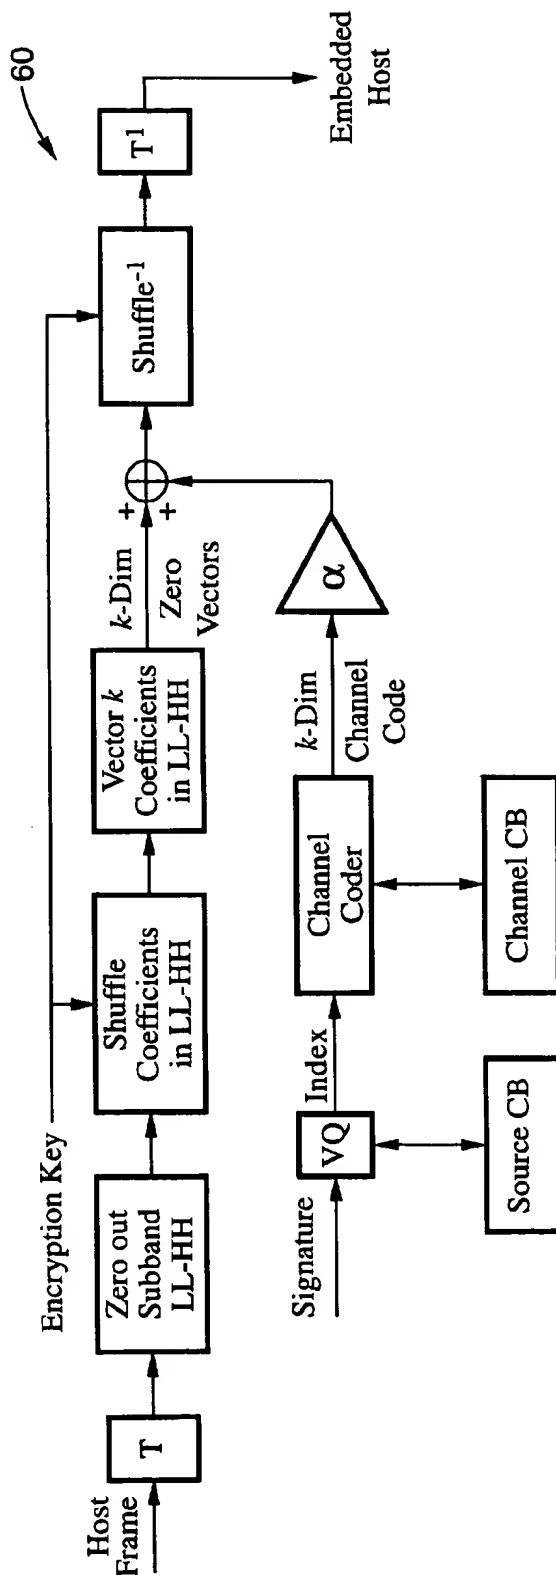 60
Encryption Key
Host
Frame
T
Zero out
Subband
LL-HH
Shuffle
Coefficients
in LL-HH
Vector k
Coefficients
in LL-HH
k-Dim
Zero
Vectors
+
+
Shuffle-1
T1
Embedded
Host
Signature
VQ
Index
Channel
Coder
k-Dim
Channel
Code
α
Source CB
Channel CB